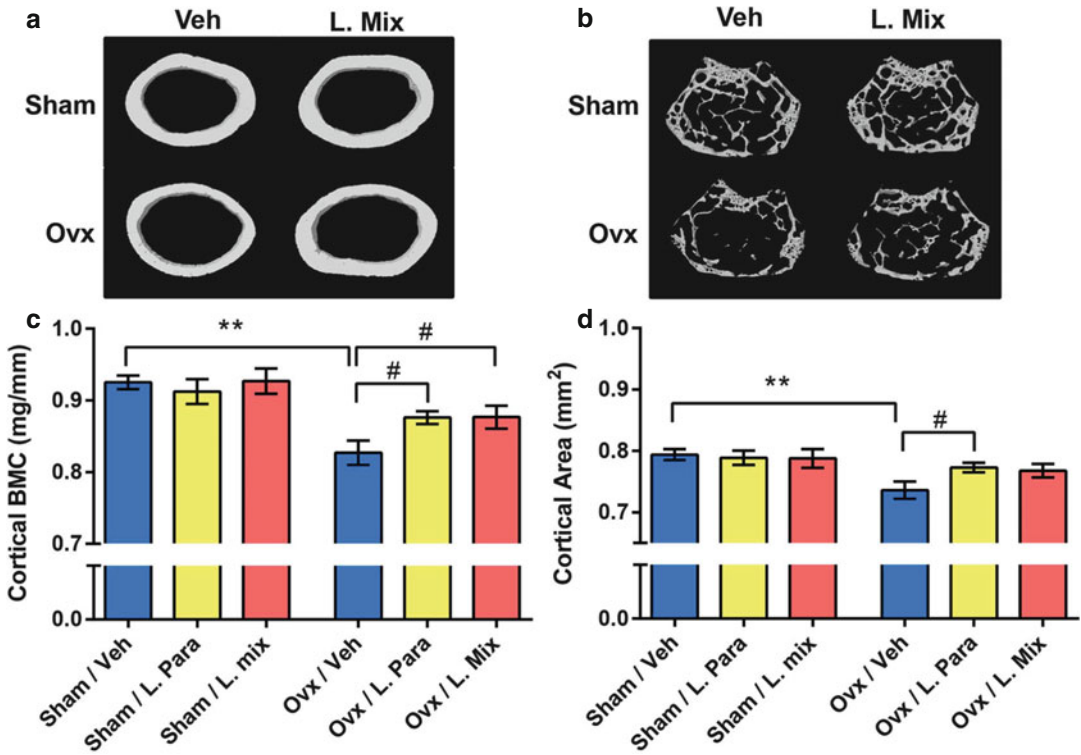 a
Veh L. Mix
Sham
Ovx
b
Veh L. Mix
Sham
Ovx
c
Cortical BMC (mg/mm)
1.0
0.9
0.8
0.7
0.0
**
#
#
Sham / Veh
Sham / L. Para
Sham / L. mix
Ovx / Veh
Ovx / L. Para
Ovx / L. Mix
d
Cortical Area (mm²)
1.0
0.9
0.8
0.7
0.0
**
#
Sham / Veh
Sham / L. Para
Sham / L. mix
Ovx / Veh
Ovx / L. Para
Ovx / L. Mix